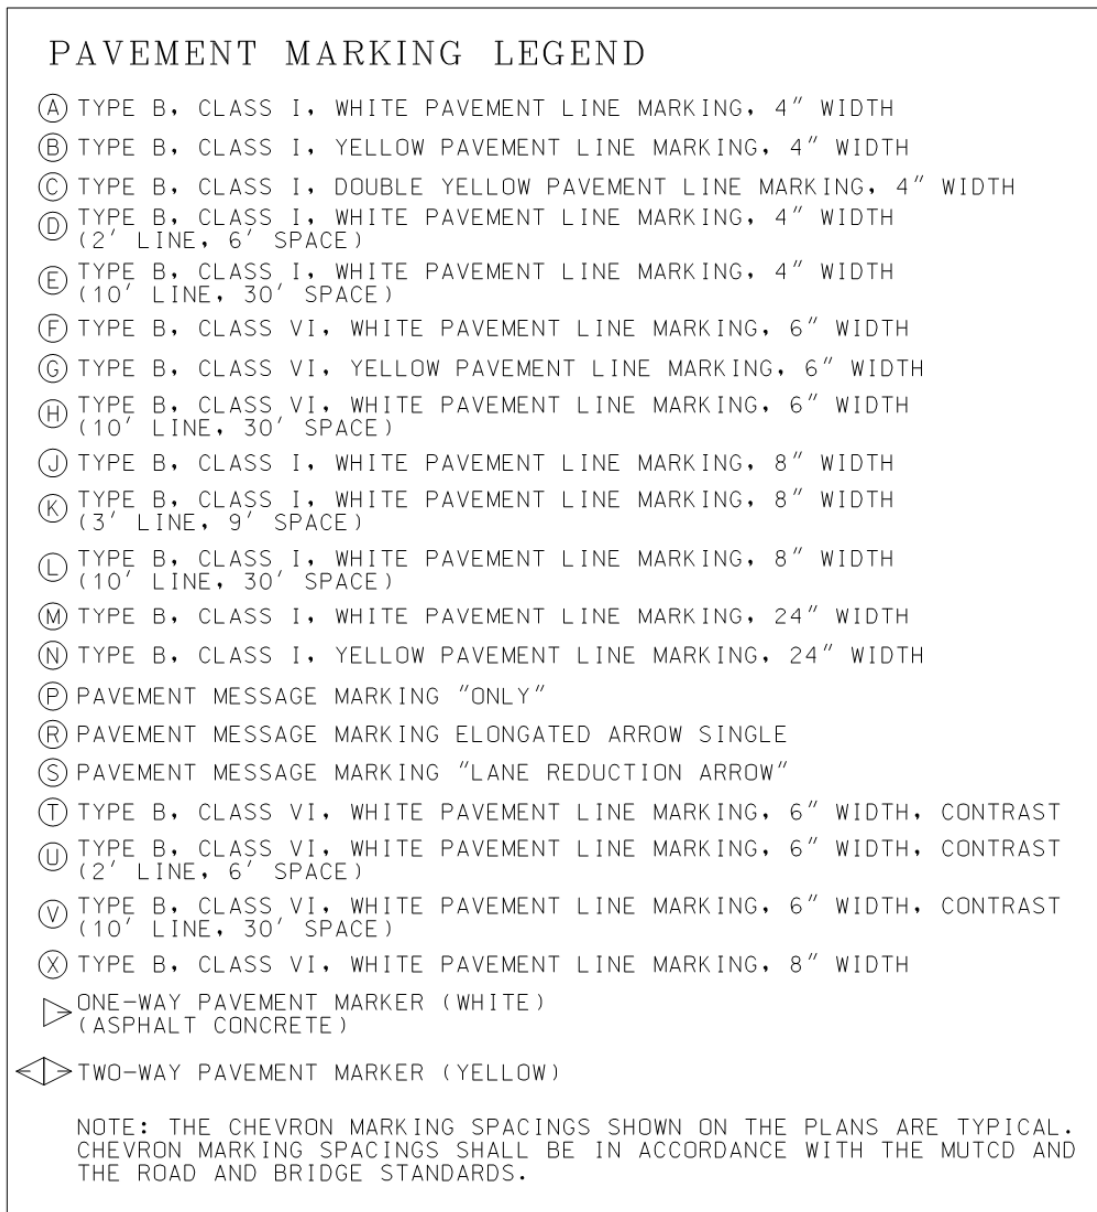 PAVEMENT MARKING LEGEND
A TYPE B, CLASS I, WHITE PAVEMENT LINE MARKING, 4" WIDTH
B TYPE B, CLASS I, YELLOW PAVEMENT LINE MARKING, 4" WIDTH
C TYPE B, CLASS I, DOUBLE YELLOW PAVEMENT LINE MARKING, 4" WIDTH
D TYPE B, CLASS I, WHITE PAVEMENT LINE MARKING, 4" WIDTH
(2' LINE, 6' SPACE)
E TYPE B, CLASS I, WHITE PAVEMENT LINE MARKING, 4" WIDTH
(10' LINE, 30' SPACE)
F TYPE B, CLASS VI, WHITE PAVEMENT LINE MARKING, 6" WIDTH
G TYPE B, CLASS VI, YELLOW PAVEMENT LINE MARKING, 6" WIDTH
H TYPE B, CLASS VI, WHITE PAVEMENT LINE MARKING, 6" WIDTH
(10' LINE, 30' SPACE)
J TYPE B, CLASS I, WHITE PAVEMENT LINE MARKING, 8" WIDTH
K TYPE B, CLASS I, WHITE PAVEMENT LINE MARKING, 8" WIDTH
(3' LINE, 9' SPACE)
L TYPE B, CLASS I, WHITE PAVEMENT LINE MARKING, 8" WIDTH
(10' LINE, 30' SPACE)
M TYPE B, CLASS I, WHITE PAVEMENT LINE MARKING, 24" WIDTH
N TYPE B, CLASS I, YELLOW PAVEMENT LINE MARKING, 24" WIDTH
P PAVEMENT MESSAGE MARKING "ONLY"
R PAVEMENT MESSAGE MARKING ELONGATED ARROW SINGLE
S PAVEMENT MESSAGE MARKING "LANE REDUCTION ARROW"
T TYPE B, CLASS VI, WHITE PAVEMENT LINE MARKING, 6" WIDTH, CONTRAST
U TYPE B, CLASS VI, WHITE PAVEMENT LINE MARKING, 6" WIDTH, CONTRAST
(2' LINE, 6' SPACE)
V TYPE B, CLASS VI, WHITE PAVEMENT LINE MARKING, 6" WIDTH, CONTRAST
(10' LINE, 30' SPACE)
X TYPE B, CLASS VI, WHITE PAVEMENT LINE MARKING, 8" WIDTH
ONE-WAY PAVEMENT MARKER (WHITE)
(ASPHALT CONCRETE)
TWO-WAY PAVEMENT MARKER (YELLOW)
NOTE: THE CHEVRON MARKING SPACINGS SHOWN ON THE PLANS ARE TYPICAL.
CHEVRON MARKING SPACINGS SHALL BE IN ACCORDANCE WITH THE MUTCD AND
THE ROAD AND BRIDGE STANDARDS.